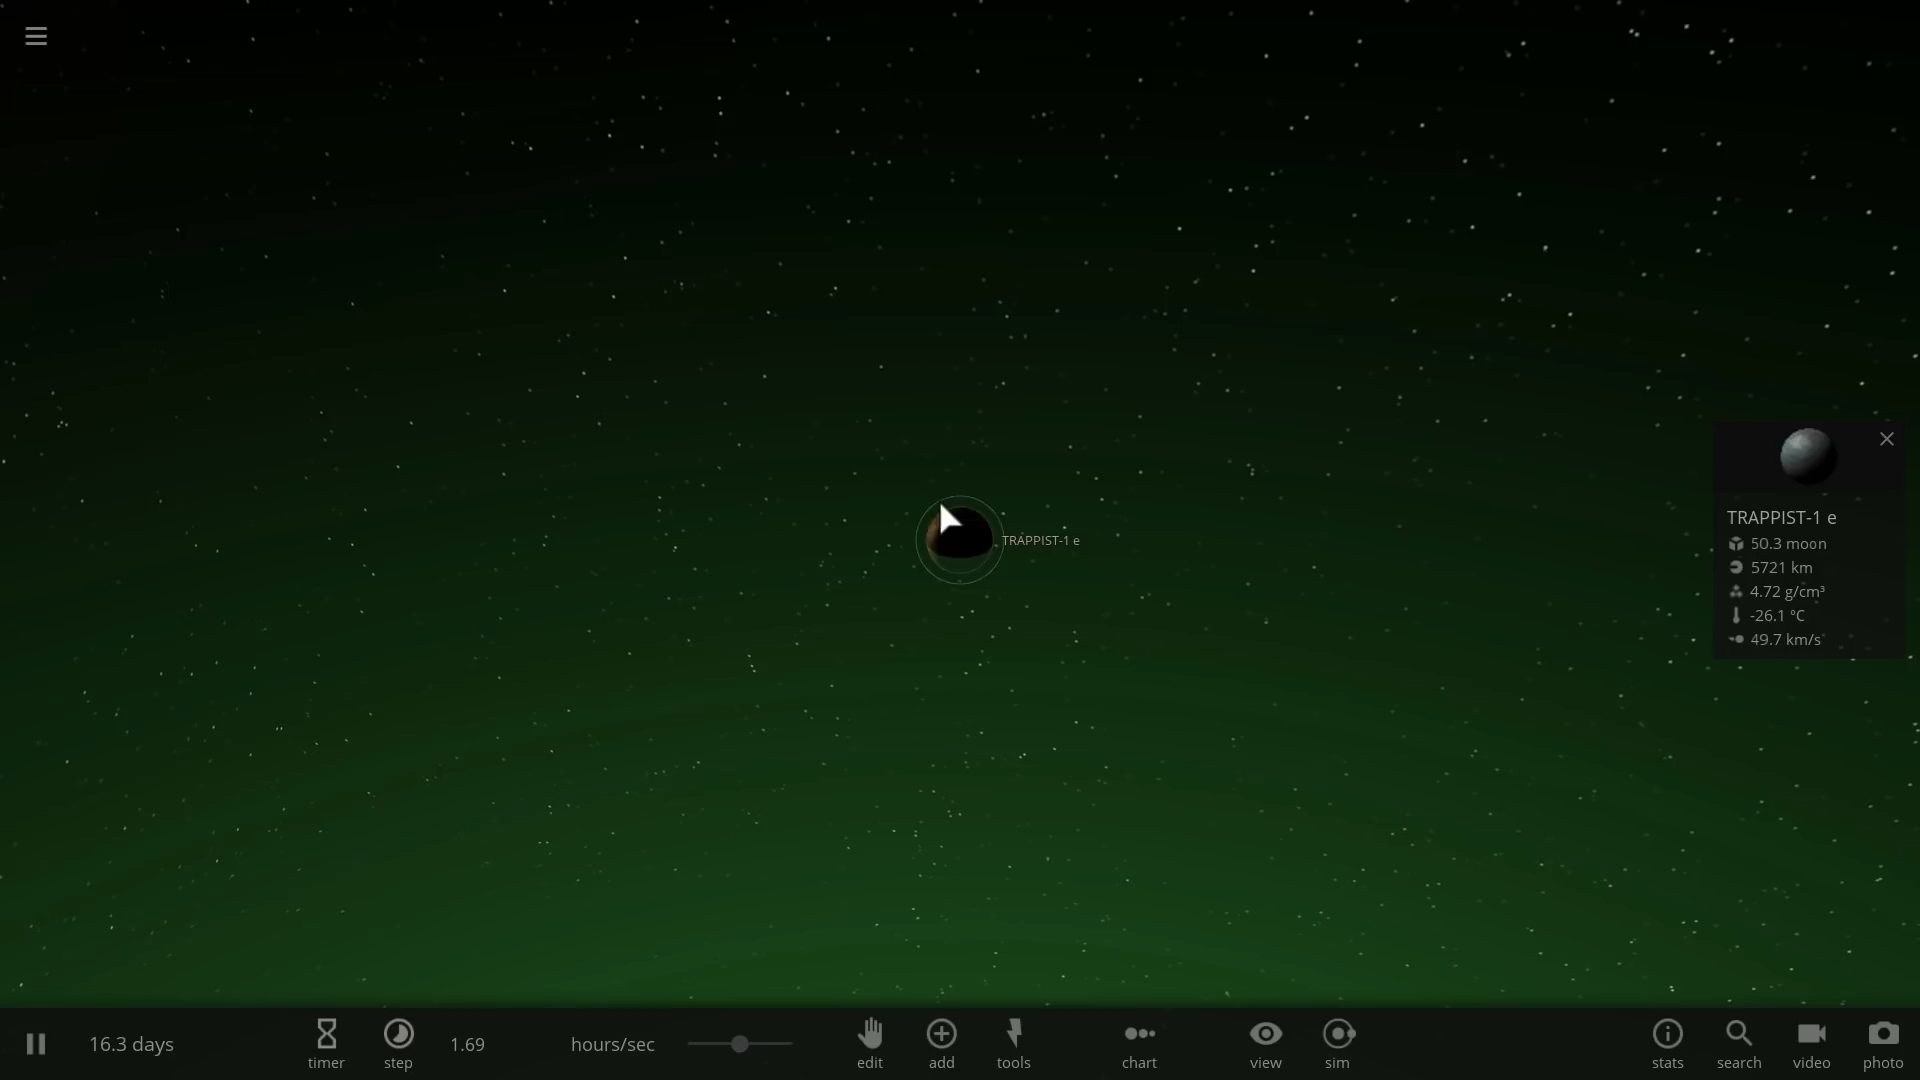 TRAPPIST-1 e
TRAPPIST-1 e
50.3 moon
5721 km
4.72 g/cm³
-26.1 °C
49.7 km/s
16.3 days
timer
step
1.69
hours/sec
edit
add
tools
chart
view
sim
stats
search
video
photo